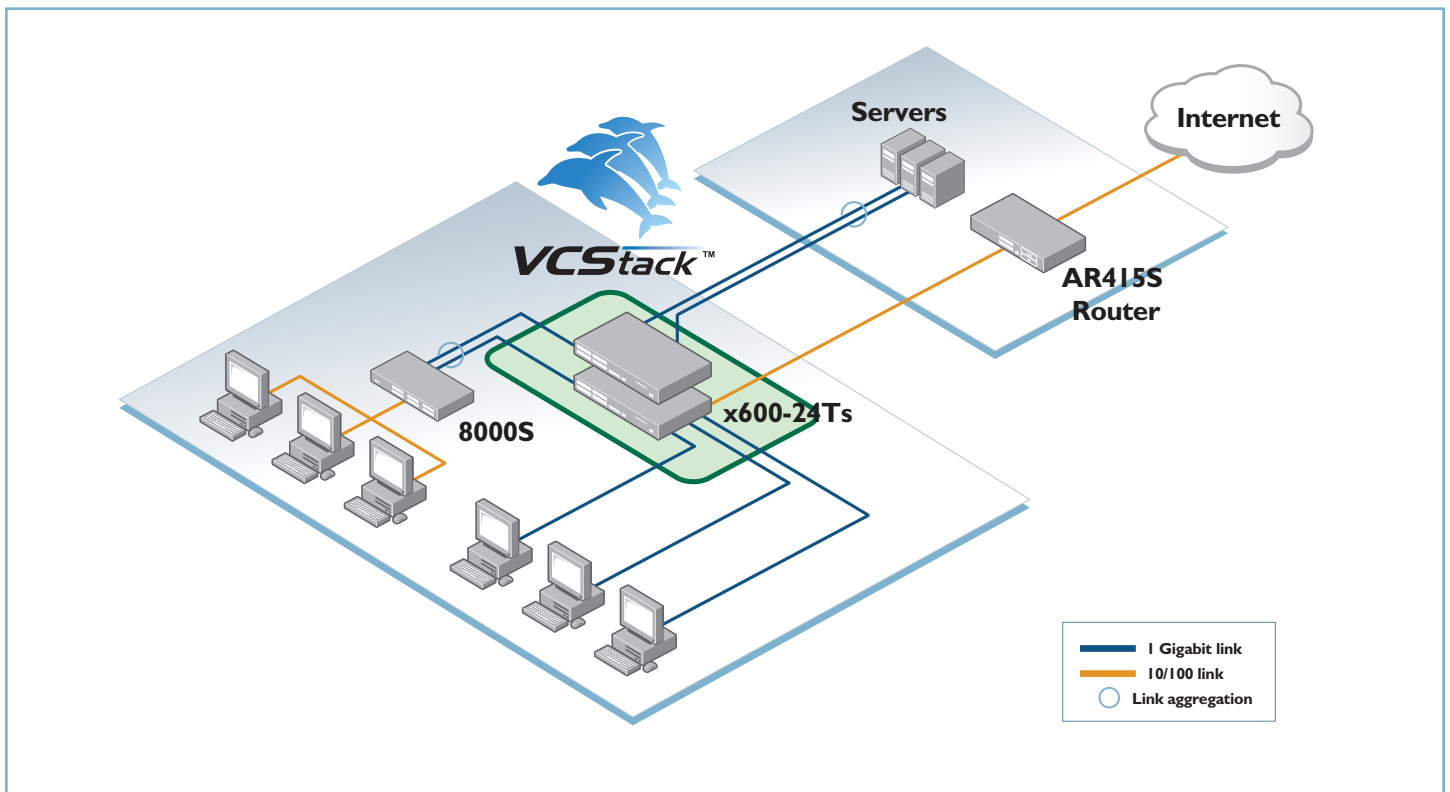 Servers
Internet
VCStack™
AR415S
Router
x600-24Ts
8000S
1 Gigabit link
10/100 link
Link aggregation